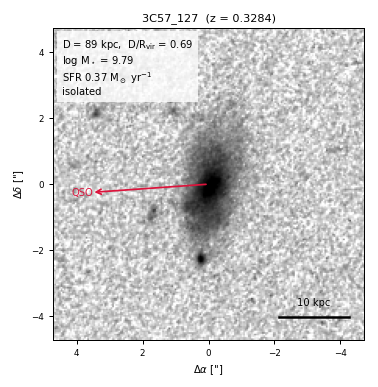 3C57_127  (z = 0.3284)
D = 89 kpc,  D/Rvir = 0.69
log M⋆ = 9.79
SFR 0.37 M⊙ yr⁻¹
isolated
QSO
10 kpc
4
2
0
−2
−4
Δδ ["]
4 2 0 −2 −4
Δα ["]